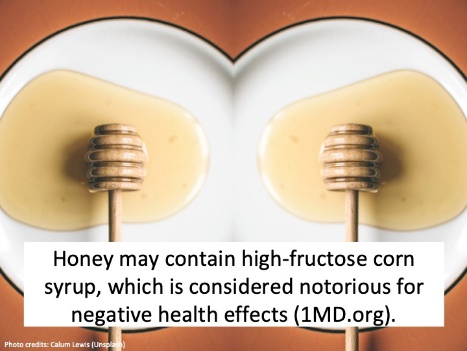 Honey may contain high-fructose corn
syrup, which is considered notorious for
negative health effects (1MD.org).
Photo credits: Calum Lewis (Unsplash)